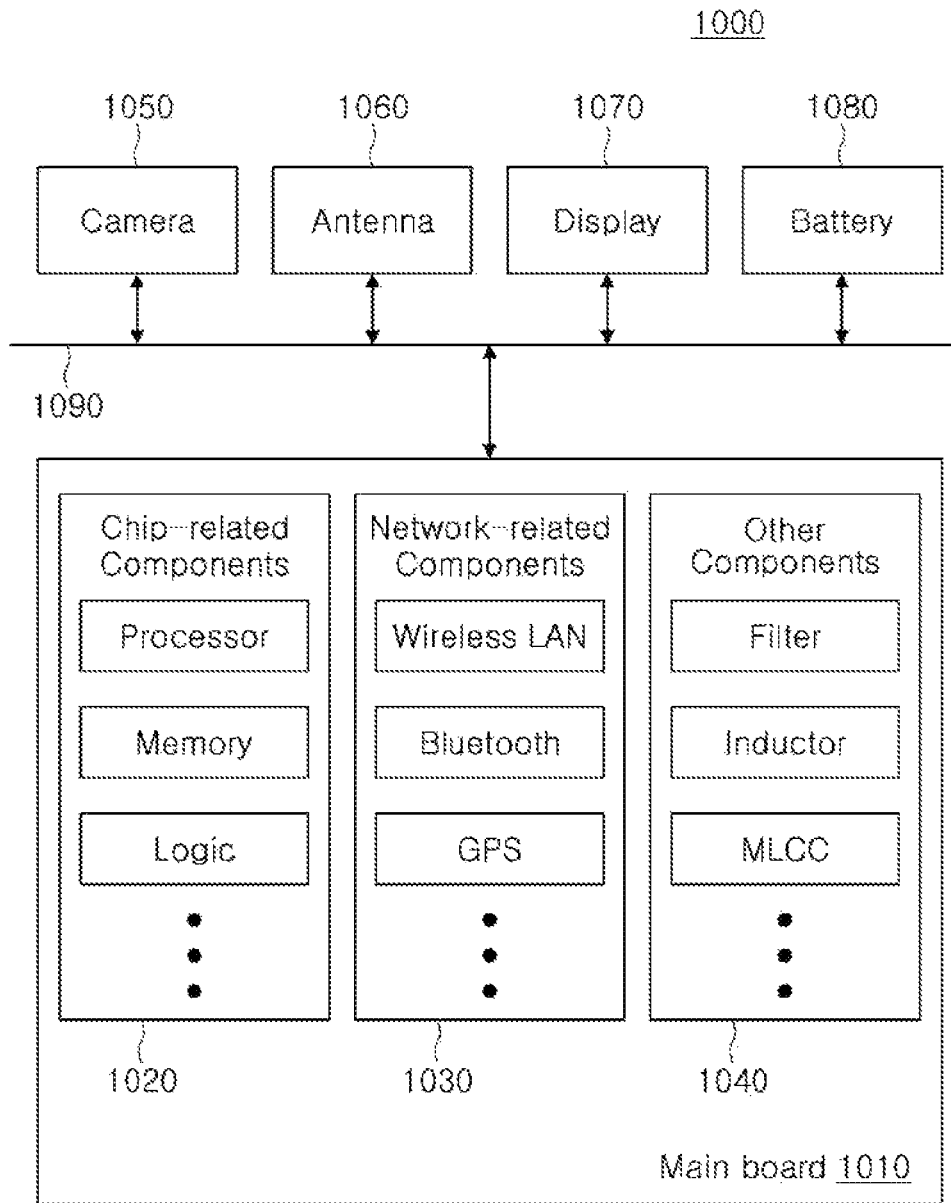 1000
1050 1060 1070 1080
Camera Antenna Display Battery
1090
Chip-related
Components
Processor
Memory
Logic
1020
Network-related
Components
Wireless LAN
Bluetooth
GPS
1030
Other
Components
Filter
Inductor
MLCC
1040
Main board 1010